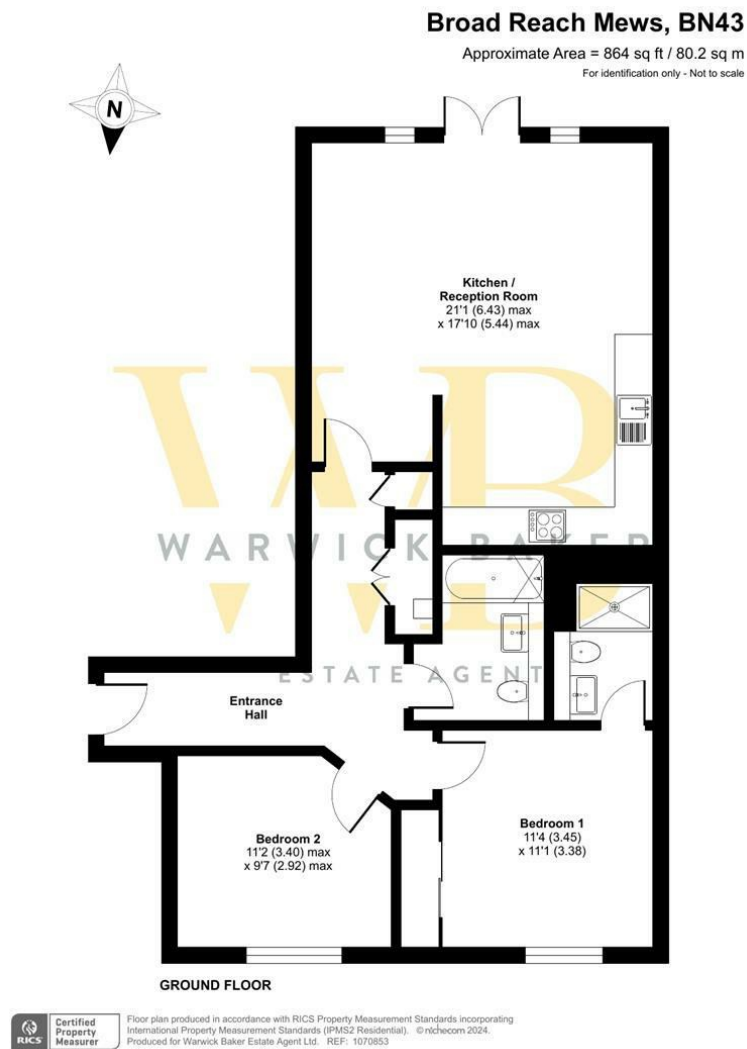 Broad Reach Mews, BN43
Approximate Area = 864 sq ft / 80.2 sq m
For identification only - Not to scale
N
Kitchen /
Reception Room
21'1 (6.43) max
x 17'10 (5.44) max
WB
WARWICK BAKER
ESTATE AGENT
Entrance
Hall
Bedroom 2
11'2 (3.40) max
x 9'7 (2.92) max
Bedroom 1
11'4 (3.45)
x 11'1 (3.38)
GROUND FLOOR
RICS
Certified
Property
Measurer
Floor plan produced in accordance with RICS Property Measurement Standards incorporating
International Property Measurement Standards (IPMS2 Residential). © nichecom 2024.
Produced for Warwick Baker Estate Agent Ltd. REF: 1070853